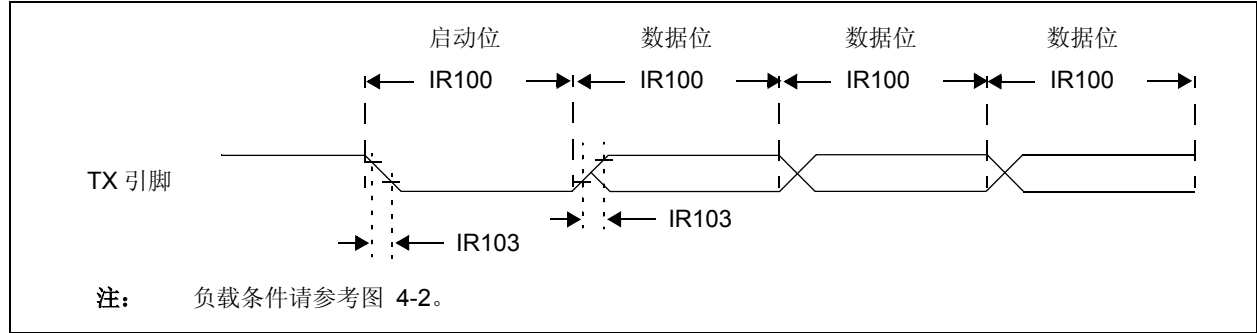 启动位 数据位 数据位 数据位
IR100 IR100 IR100 IR100
TX 引脚
IR103
IR103
注： 负载条件请参考图 4-2。